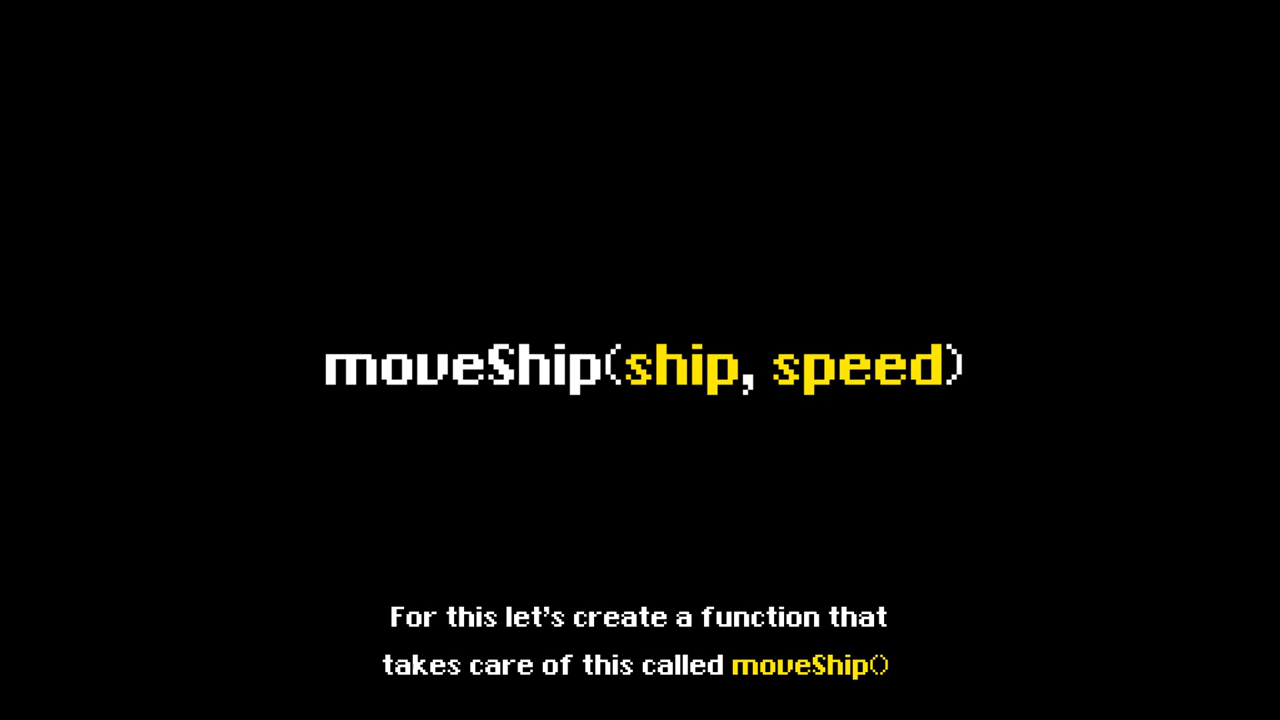 moveShip(ship, speed)
For this let's create a function that
takes care of this called moveShip()